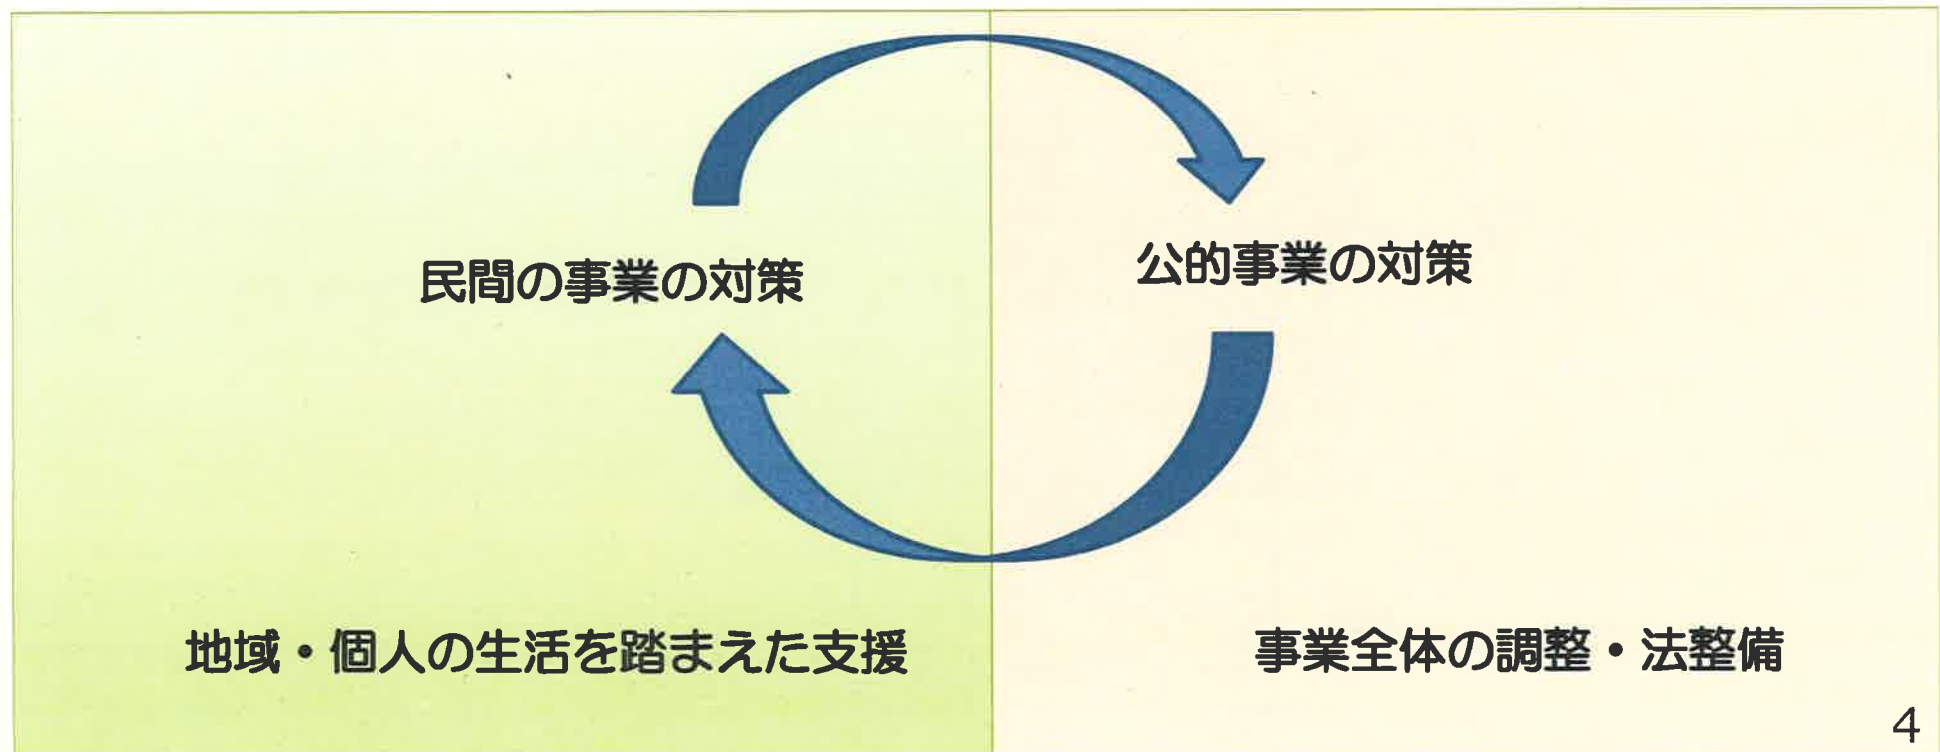 民間の事業の対策
公的事業の対策
地域・個人の生活を踏まえた支援
事業全体の調整・法整備
4